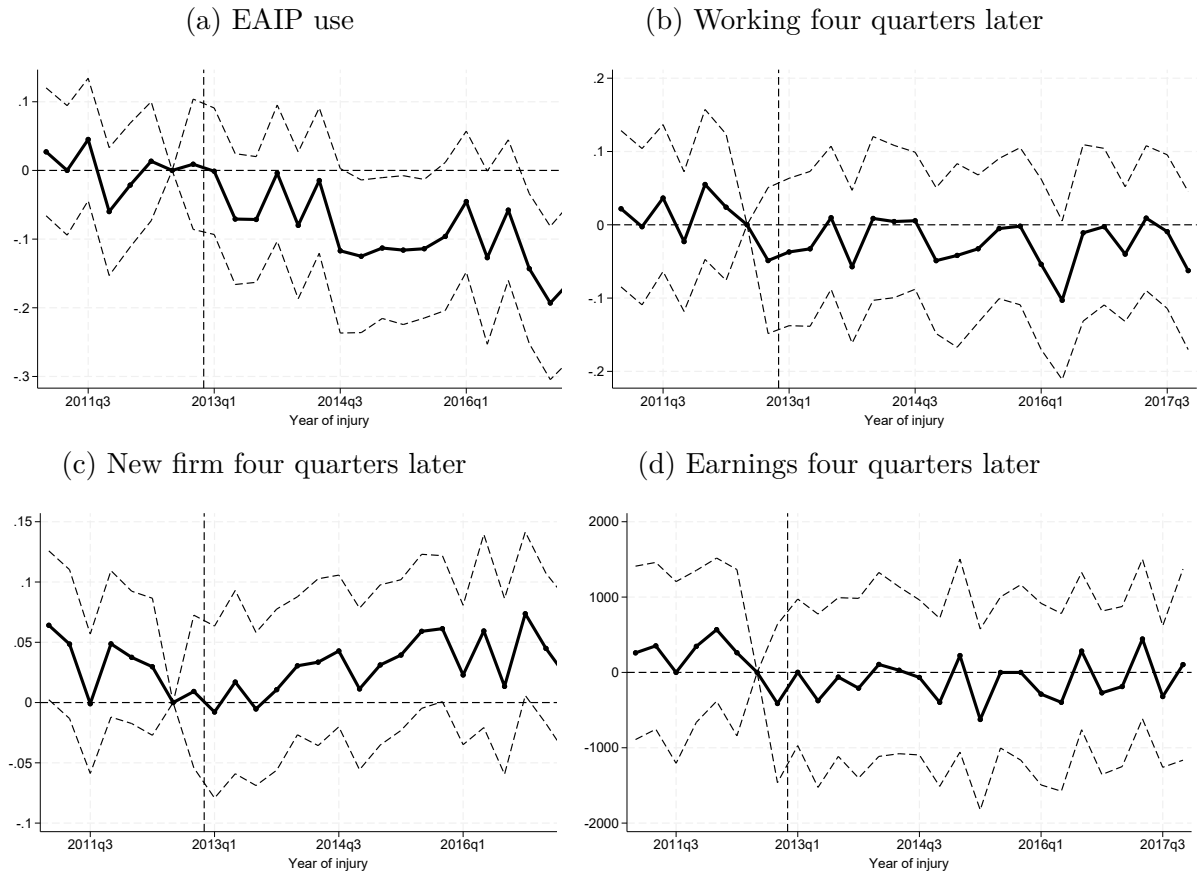 (a) EAIP use
.1
0
-.1
-.2
-.3
2011q3 2013q1 2014q3 2016q1
Year of injury
(b) Working four quarters later
.2
.1
0
-.1
-.2
2011q3 2013q1 2014q3 2016q1 2017q3
Year of injury
(c) New firm four quarters later
.15
.1
.05
0
-.05
-.1
2011q3 2013q1 2014q3 2016q1
Year of injury
(d) Earnings four quarters later
2000
1000
0
-1000
-2000
2011q3 2013q1 2014q3 2016q1 2017q3
Year of injury